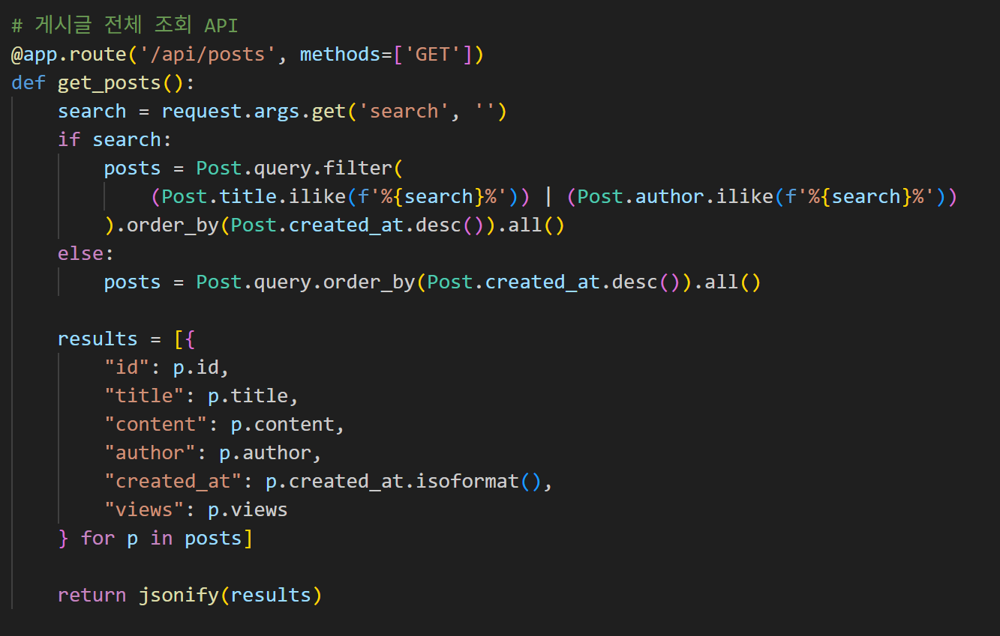 # 게시글 전체 조회 API
@app.route('/api/posts', methods=['GET'])
def get_posts():
    search = request.args.get('search', '')
    if search:
        posts = Post.query.filter(
            (Post.title.ilike(f'%{search}%')) | (Post.author.ilike(f'%{search}%'))
        ).order_by(Post.created_at.desc()).all()
    else:
        posts = Post.query.order_by(Post.created_at.desc()).all()

    results = [{
        "id": p.id,
        "title": p.title,
        "content": p.content,
        "author": p.author,
        "created_at": p.created_at.isoformat(),
        "views": p.views
    } for p in posts]

    return jsonify(results)